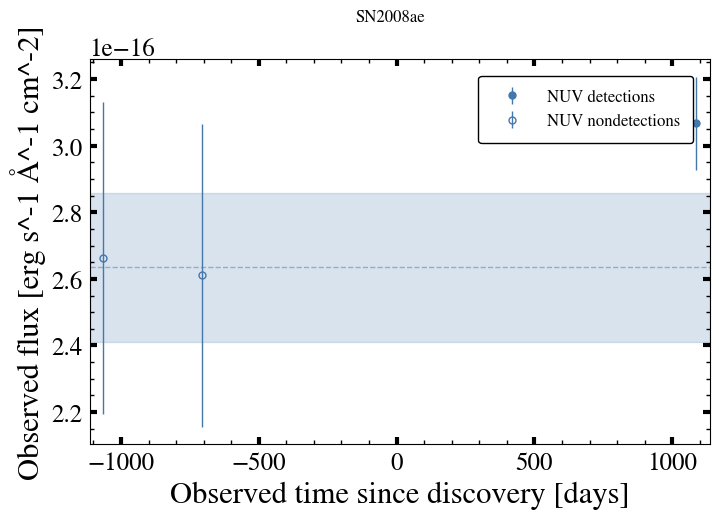 SN2008ae
1e−16
Observed flux [erg s^-1 Å^-1 cm^-2]
3.2
3.0
2.8
2.6
2.4
2.2
NUV detections
NUV nondetections
−1000
−500
0
500
1000
Observed time since discovery [days]